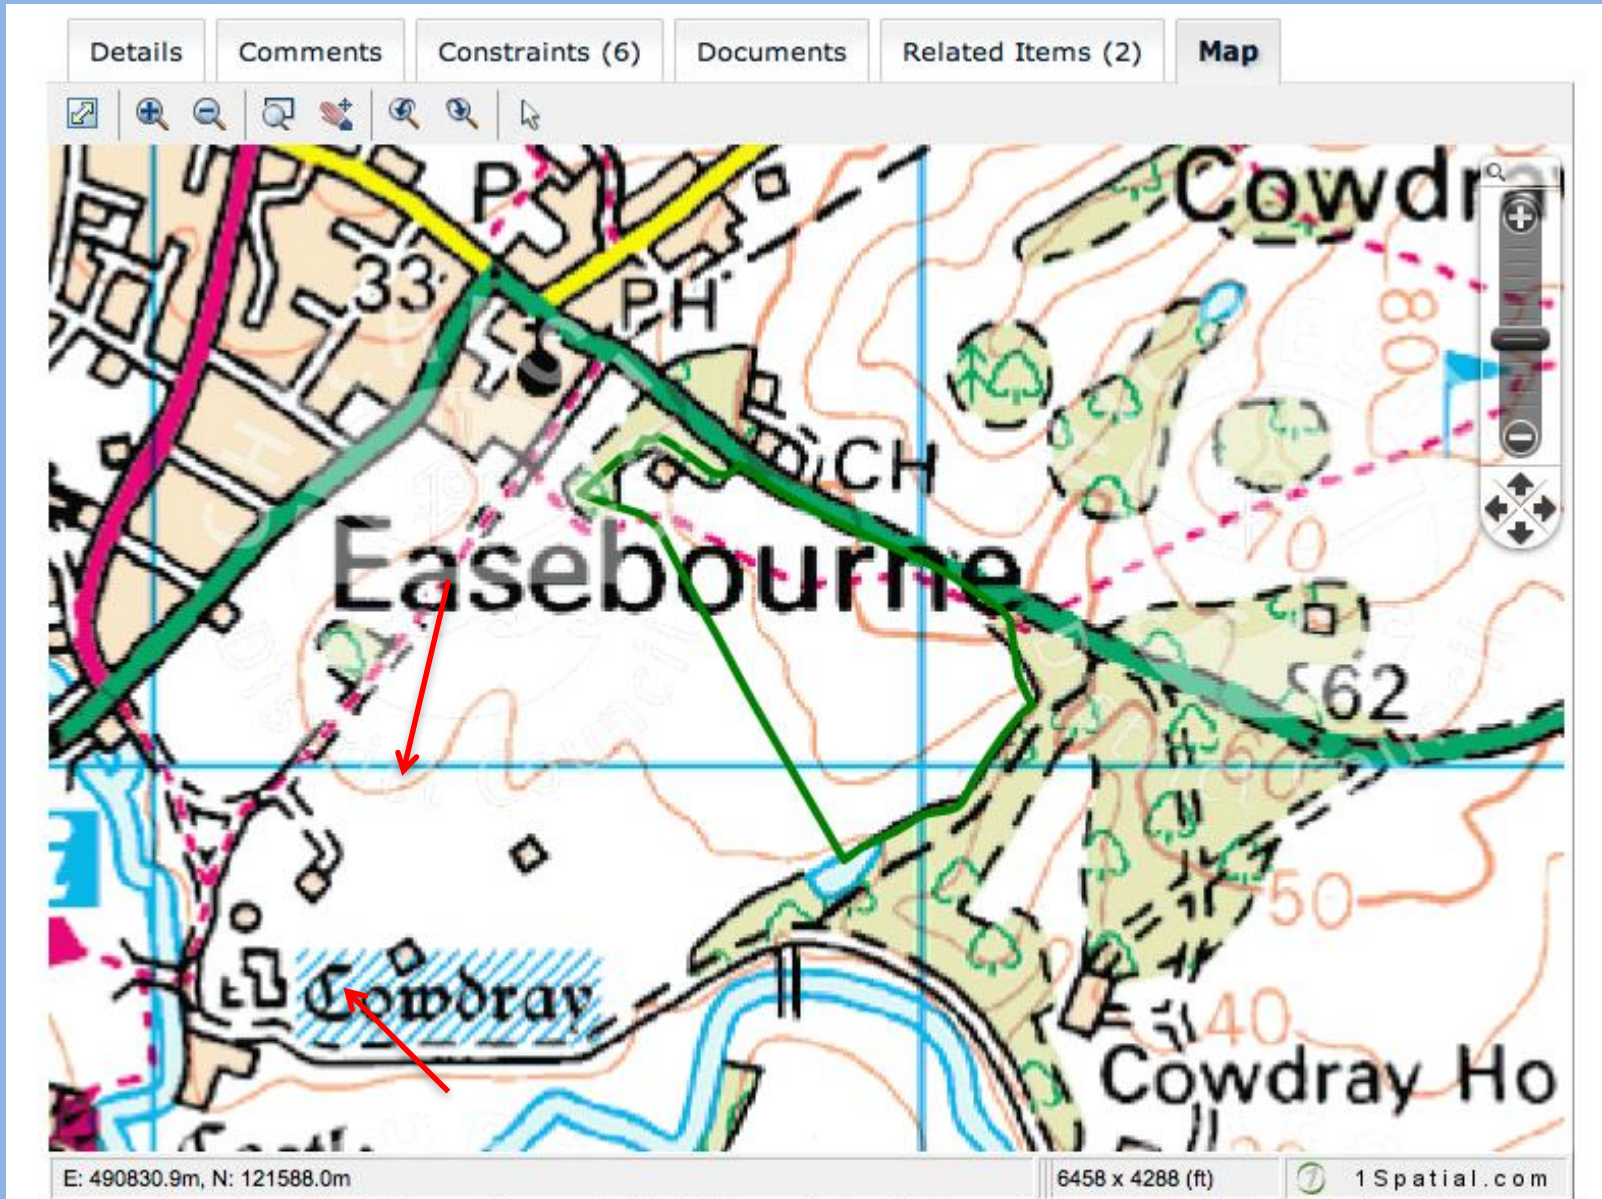 Details Comments Constraints (6) Documents Related Items (2) Map
Cowdray
P
33
PH
80
CH
Easebourne
70
62
60
50
Cowdray
40
Cowdray Ho
E: 490830.9m, N: 121588.0m 6458 x 4288 (ft) 1Spatial.com